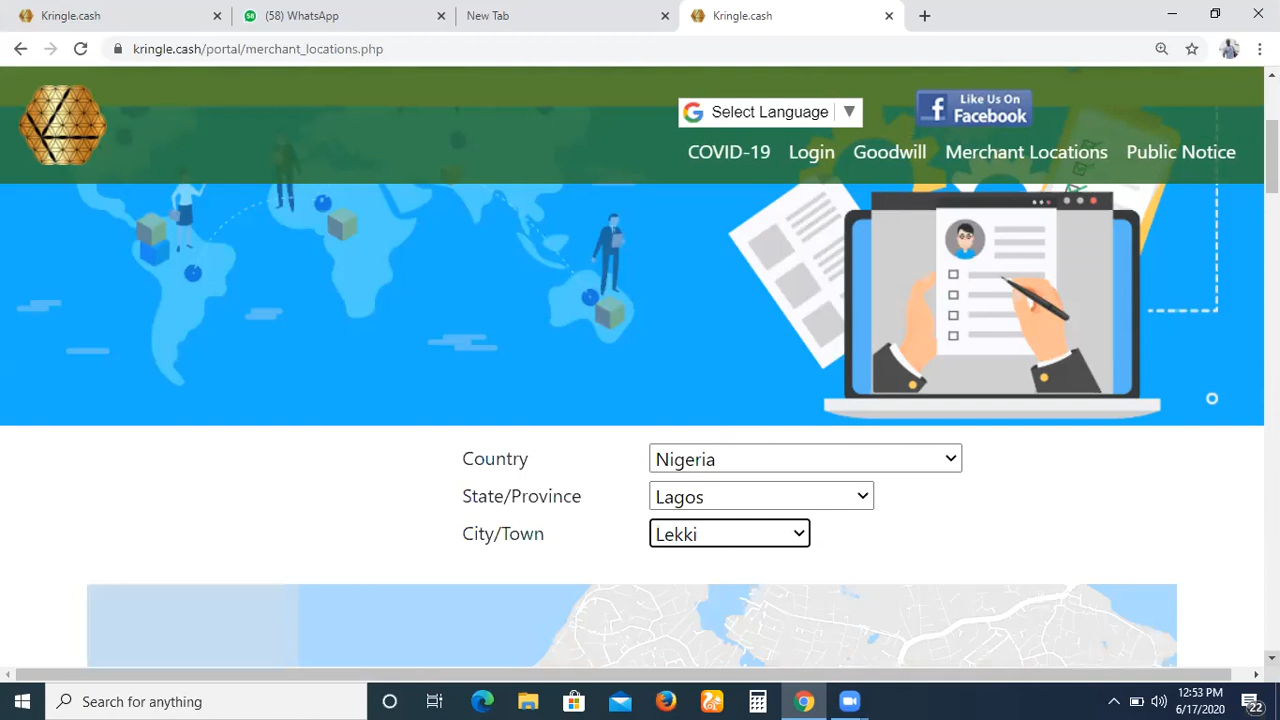 Kringle.cash
(58) WhatsApp
New Tab
Kringle.cash
kringle.cash/portal/merchant_locations.php
Select Language ▼
Like Us On
Facebook
COVID-19 Login Goodwill Merchant Locations Public Notice
Country Nigeria
State/Province Lagos
City/Town Lekki
Search for anything
12:53 PM
6/17/2020
22